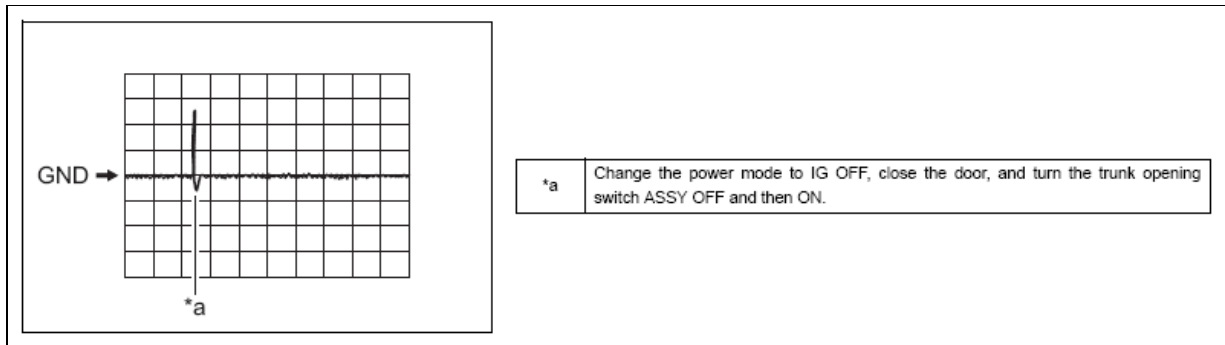 GND
*a
*a
Change the power mode to IG OFF, close the door, and turn the trunk opening
switch ASSY OFF and then ON.